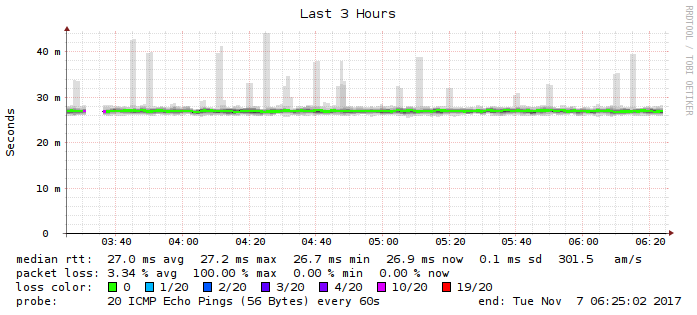 Last 3 Hours
RRDTOOL / TOBI OETIKER
Seconds
40 m
30 m
20 m
10 m
0
03:40 04:00 04:20 04:40 05:00 05:20 05:40 06:00 06:20
median rtt: 27.0 ms avg 27.2 ms max 26.7 ms min 26.9 ms now 0.1 ms sd 301.5 am/s
packet loss: 3.34 % avg 100.00 % max 0.00 % min 0.00 % now
loss color: 0 1/20 2/20 3/20 4/20 10/20 19/20
probe: 20 ICMP Echo Pings (56 Bytes) every 60s end: Tue Nov 7 06:25:02 2017